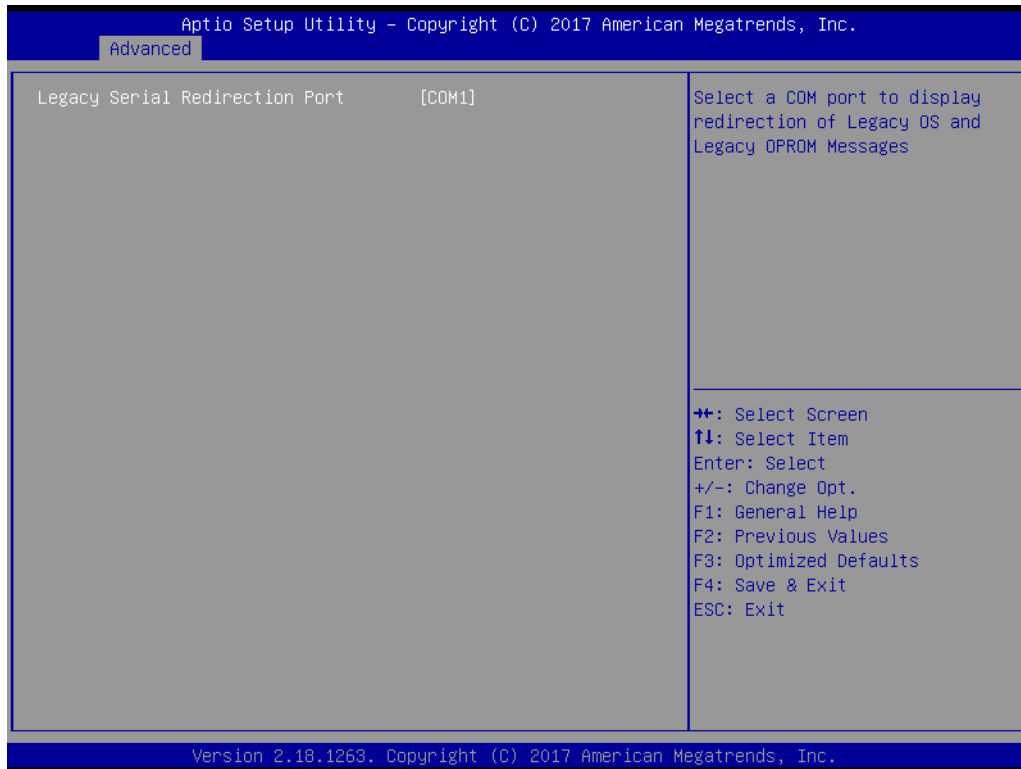 Aptio Setup Utility – Copyright (C) 2017 American Megatrends, Inc.
Advanced
Legacy Serial Redirection Port [COM1]
Select a COM port to display
redirection of Legacy OS and
Legacy OPROM Messages
→←: Select Screen
↑↓: Select Item
Enter: Select
+/-: Change Opt.
F1: General Help
F2: Previous Values
F3: Optimized Defaults
F4: Save & Exit
ESC: Exit
Version 2.18.1263. Copyright (C) 2017 American Megatrends, Inc.